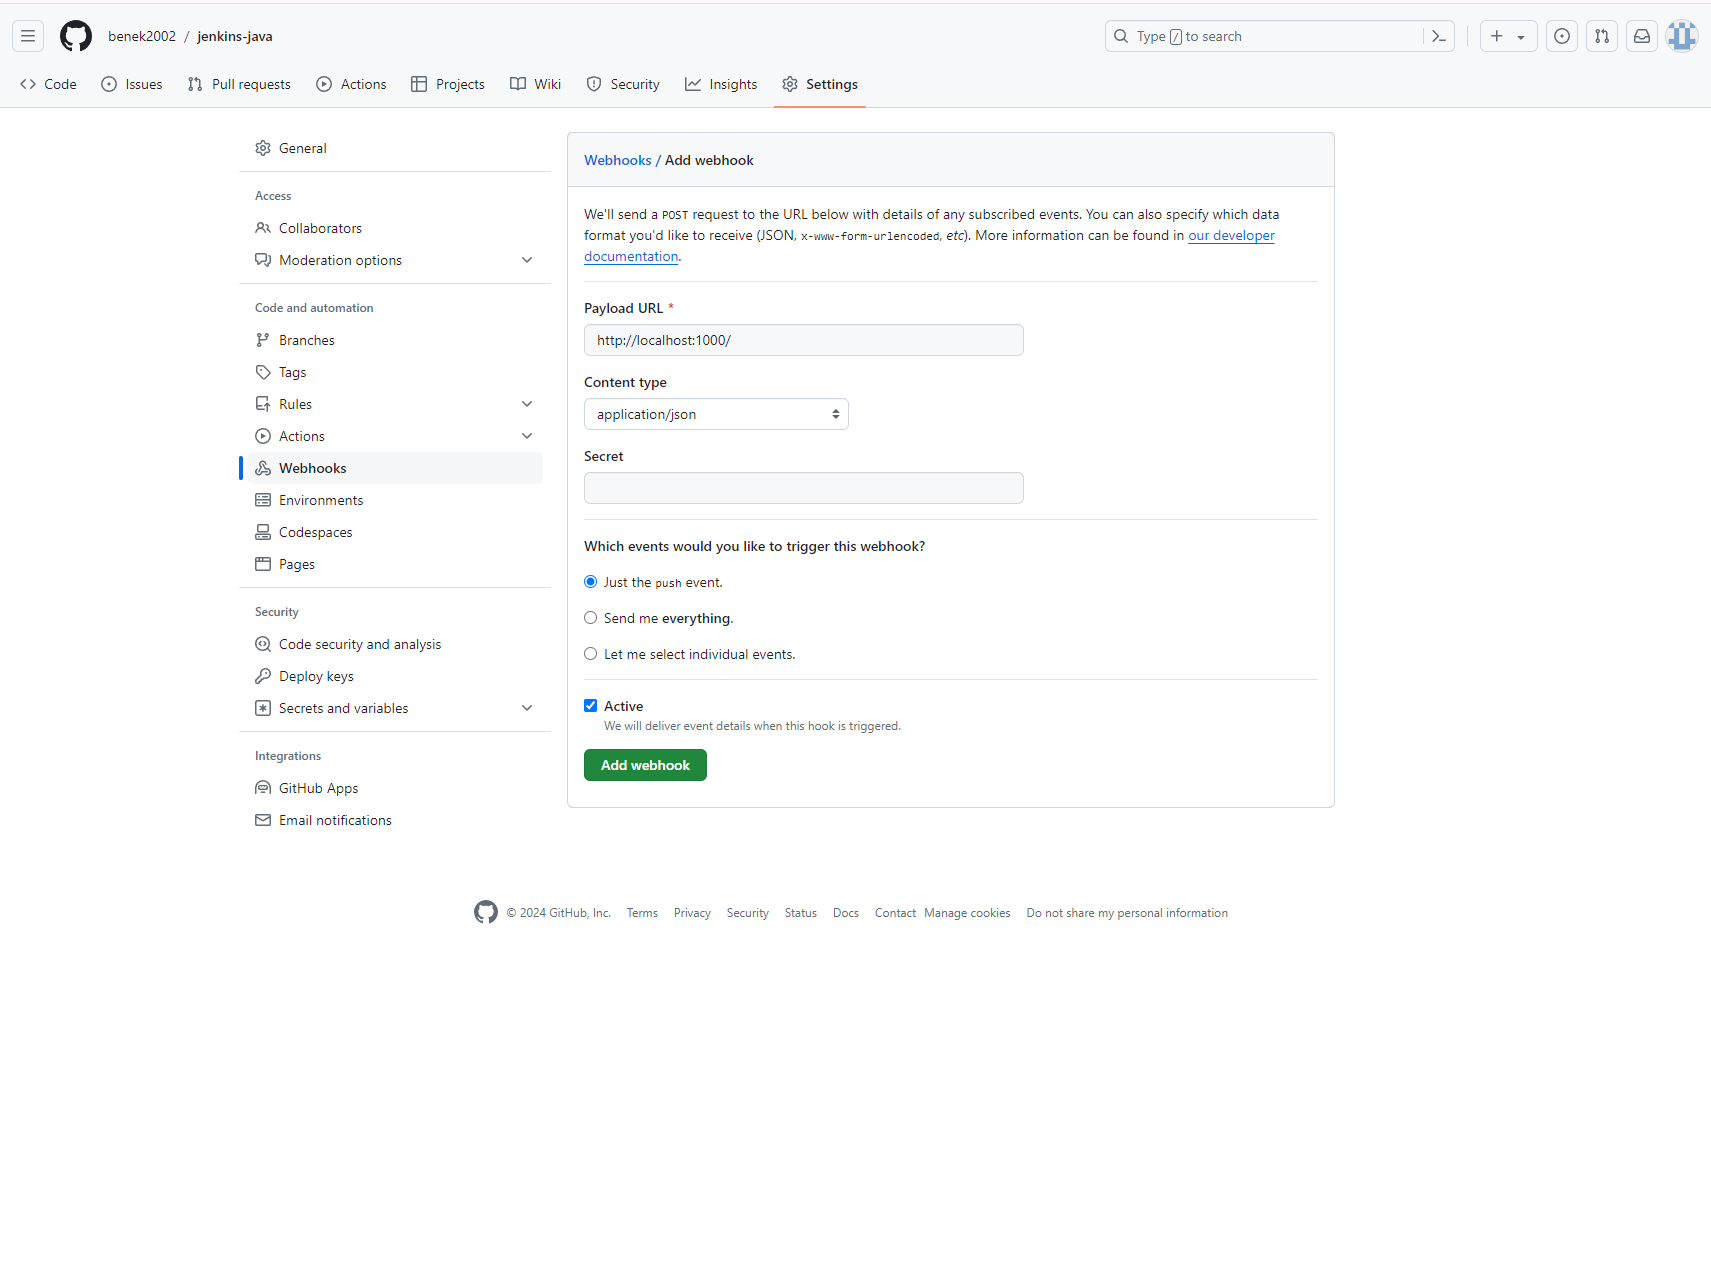 benek2002 / jenkins-java
Type / to search
Code Issues Pull requests Actions Projects Wiki Security Insights Settings
General
Access
Collaborators
Moderation options
Code and automation
Branches
Tags
Rules
Actions
Webhooks
Environments
Codespaces
Pages
Security
Code security and analysis
Deploy keys
Secrets and variables
Integrations
GitHub Apps
Email notifications
Webhooks / Add webhook
We'll send a POST request to the URL below with details of any subscribed events. You can also specify which data
format you'd like to receive (JSON, x-www-form-urlencoded, etc). More information can be found in our developer
documentation.
Payload URL *
http://localhost:1000/
Content type
application/json
Secret
Which events would you like to trigger this webhook?
Just the push event.
Send me everything.
Let me select individual events.
Active
We will deliver event details when this hook is triggered.
Add webhook
© 2024 GitHub, Inc. Terms Privacy Security Status Docs Contact Manage cookies Do not share my personal information